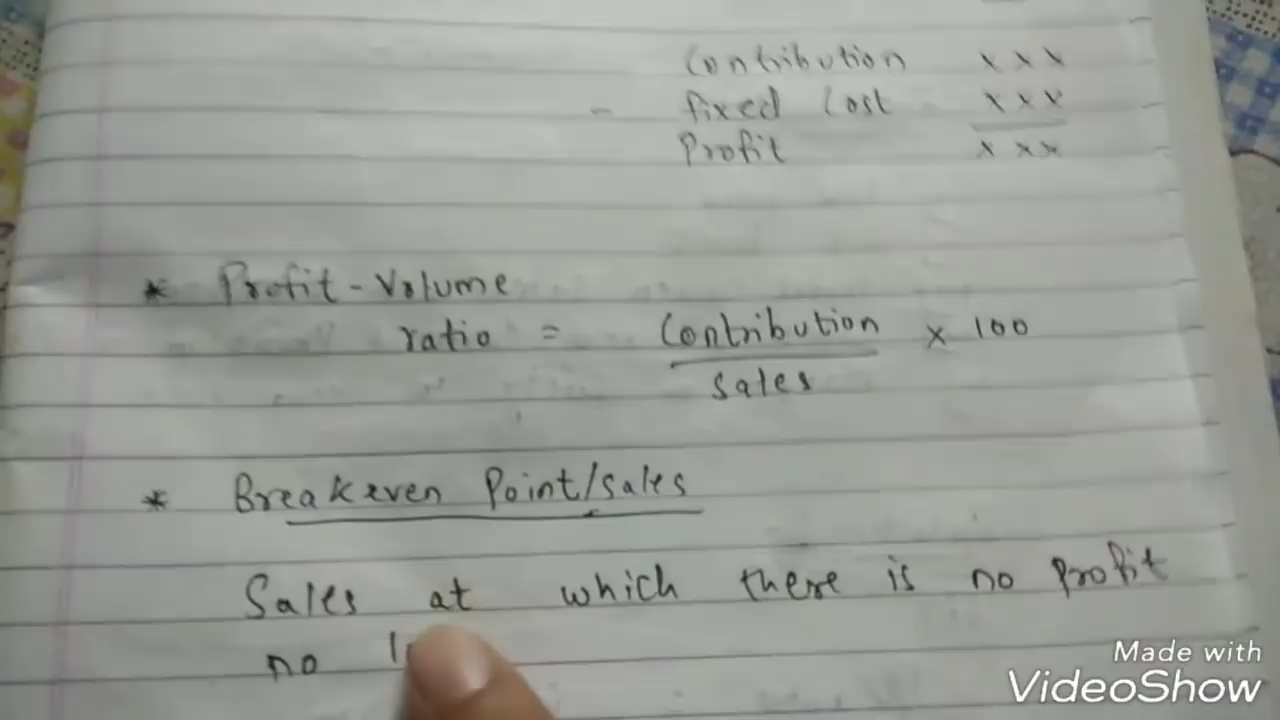 Contribution xxx
- fixed Cost xxx
Profit xxx
* Profit - Volume
ratio = Contribution x 100
sales
* Breakeven Point/sales
Sales at which there is no profit
no
Made with
VideoShow